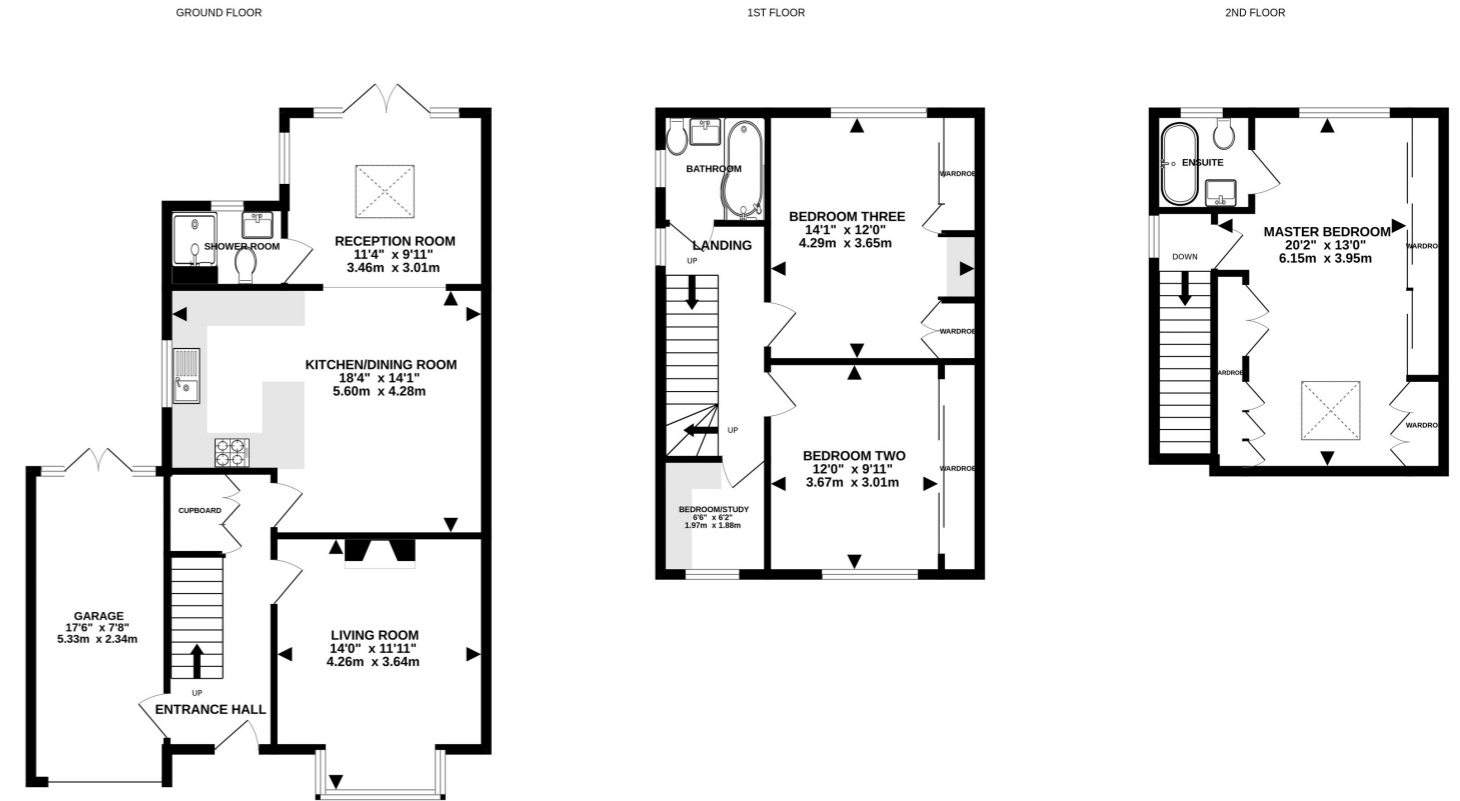 GROUND FLOOR
SHOWER ROOM
RECEPTION ROOM
11'4" x 9'11"
3.46m x 3.01m
KITCHEN/DINING ROOM
18'4" x 14'1"
5.60m x 4.28m
CUPBOARD
GARAGE
17'6" x 7'8"
5.33m x 2.34m
LIVING ROOM
14'0" x 11'11"
4.26m x 3.64m
UP
ENTRANCE HALL
1ST FLOOR
BATHROOM
WARDROBE
BEDROOM THREE
14'1" x 12'0"
4.29m x 3.65m
LANDING
UP
WARDROBE
UP
BEDROOM TWO
12'0" x 9'11"
3.67m x 3.01m
WARDROBE
BEDROOM/STUDY
6'6" x 6'2"
1.97m x 1.88m
2ND FLOOR
ENSUITE
MASTER BEDROOM
20'2" x 13'0"
6.15m x 3.95m
WARDRO
DOWN
ARDROBE
WARDRO